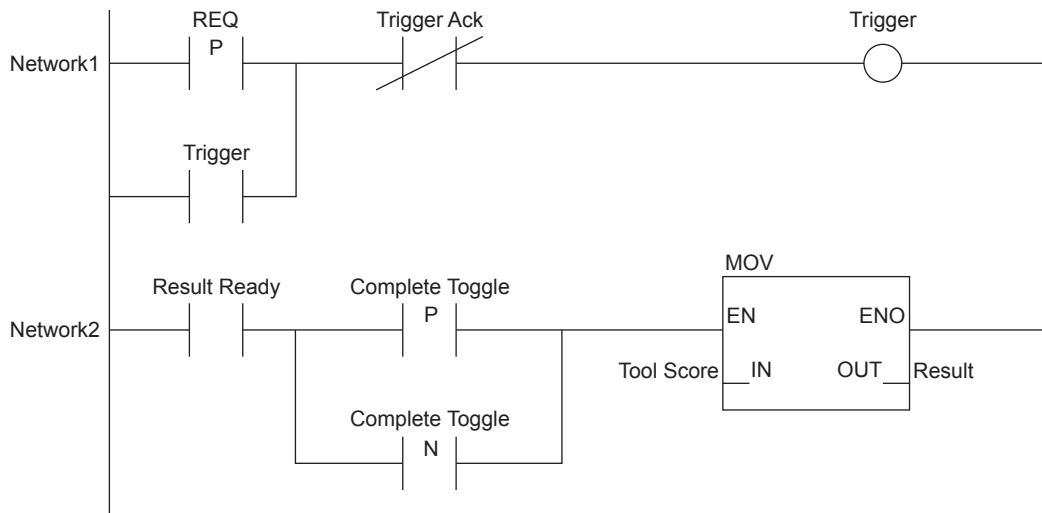 REQ
P
Trigger Ack
Trigger
Network1
Trigger
MOV
Result Ready
Complete Toggle
P
EN
ENO
Network2
Tool Score
IN
OUT
Result
Complete Toggle
N